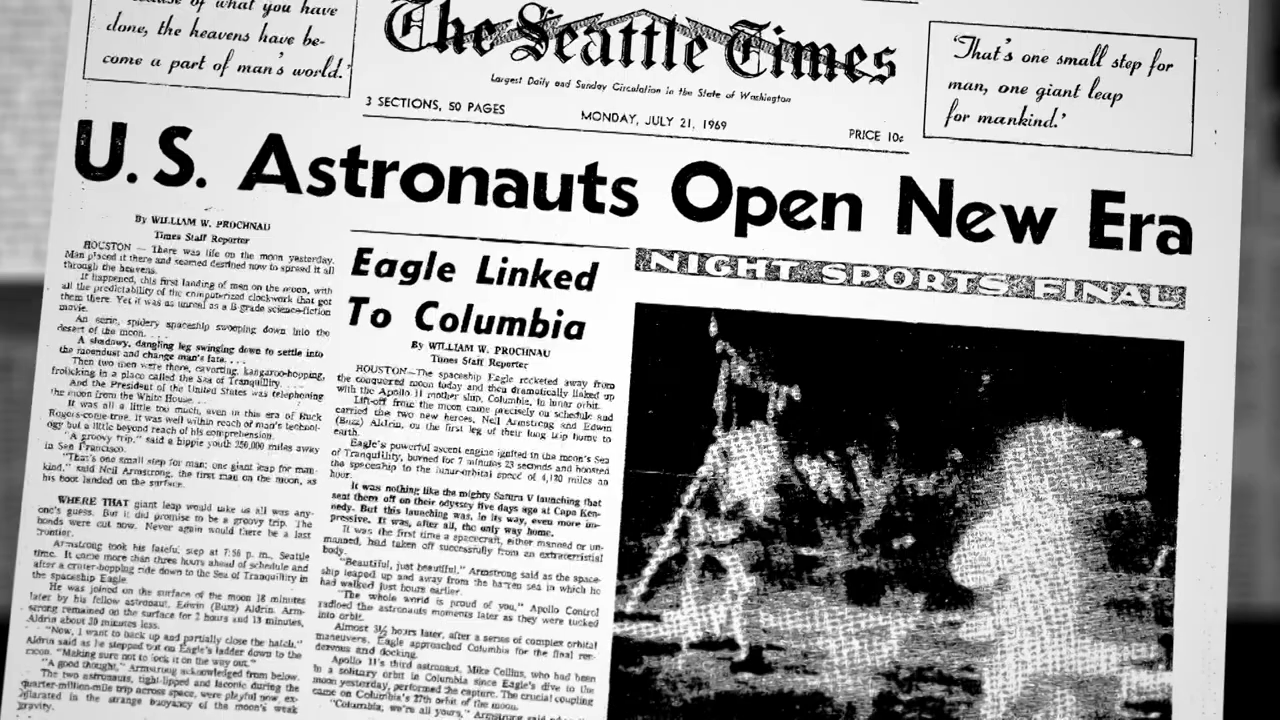 of what you have
done, the heavens have be-
come a part of man's world.'
The Seattle Times
Largest Daily and Sunday Circulation in the State of Washington
3 SECTIONS, 50 PAGES
MONDAY, JULY 21, 1969
PRICE 10¢
'That's one small step for
man, one giant leap
for mankind.'
U.S. Astronauts Open New Era
By WILLIAM W. PROCHNAU
Times Staff Reporter
HOUSTON — There was life on the moon yesterday.
Man placed it there and seemed destined now to spread it all
through the heavens.
It happened, this first landing of men on the moon, with
all the predictability of the computerized clockwork that got
them there. Yet it was as unreal as a B-grade science-fiction
movie.
An eerie, spidery spaceship swooping down into the
desert of the moon. . .
A shadowy, dangling leg swinging down to settle into
the moondust and change man's fate. . .
Then two men were there, cavorting, kangaroo-hopping,
frolicking in a place called the Sea of Tranquillity. . . .
And the President of the United States was telephoning
the moon from the White House. . .
It was all a little too much, even in this era of Buck
Rogers-come-true. It was well within reach of man's technol-
ogy but a little beyond reach of his comprehension.
"A groovy trip," said a hippie youth 250,000 miles away
in San Francisco.
"That's one small step for man; one giant leap for man-
kind," said Neil Armstrong, the first man on the moon, as
his boot landed on the surface.
WHERE THAT giant leap would take us all was any-
one's guess. But it did promise to be a groovy trip. The
bonds were cut now. Never again would there be a last
frontier.
Armstrong took his fateful step at 7:56 p. m., Seattle
time. It came more than three hours ahead of schedule and
after a crater-hopping ride down to the Sea of Tranquillity in
the spaceship Eagle.
He was joined on the surface of the moon 18 minutes
later by his fellow astronaut, Edwin (Buzz) Aldrin. Arm-
strong remained on the surface for 2 hours and 13 minutes,
Aldrin about 20 minutes less.
"Now, I want to back up and partially close the hatch,"
Aldrin said as he stepped out on Eagle's ladder down to the
moon. "Making sure not to lock it on the way out."
"A good thought," Armstrong acknowledged from below.
The two astronauts, tight-lipped and laconic during the
quarter-million-mile trip across space, were playful now, ex-
hilarated in the strange buoyancy of the moon's weak
gravity.
Eagle Linked
To Columbia
By WILLIAM W. PROCHNAU
Times Staff Reporter
HOUSTON—The spaceship Eagle rocketed away from
the conquered moon today and then dramatically linked up
with the Apollo 11 mother ship, Columbia, in lunar orbit.
Lift-off from the moon came precisely on schedule and
carried the two new heroes, Neil Armstrong and Edwin
(Buzz) Aldrin, on the first leg of their long trip home to
earth.
Eagle's powerful ascent engine ignited in the moon's Sea
of Tranquility, burned for 7 minutes 23 seconds and boosted
the spaceship to the lunar-orbital speed of 4,120 miles an
hour.
It was nothing like the mighty Saturn V launching that
sent them off on their odyssey five days ago at Cape Ken-
nedy. But this launching was, in its way, even more im-
pressive. It was, after all, the only way home.
It was the first time a spacecraft, either manned or un-
manned, had taken off successfully from an extraterrestrial
body.
"Beautiful, just beautiful," Armstrong said as the space-
ship leaped up and away from the barren sea in which he
had walked just hours earlier.
"The whole world is proud of you," Apollo Control
radioed the astronauts moments later as they were tucked
into orbit.
Almost 3½ hours later, after a series of complex orbital
maneuvers, Eagle approached Columbia for the final ren-
dezvous and docking.
Apollo 11's third astronaut, Mike Collins, who had been
in a solitary orbit in Columbia since Eagle's dive to the
moon yesterday, performed the capture. The crucial coupling
came on Columbia's 27th orbit of the moon.
"Columbia, we're all yours," Armstrong said
NIGHT SPORTS FINAL